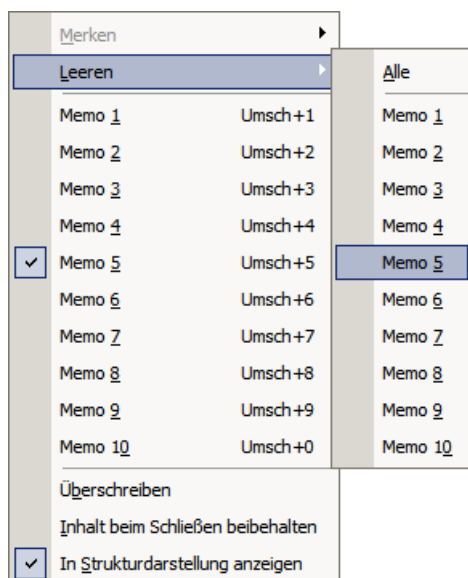 Merken
Leeren
Memo 1 Umsch+1
Memo 2 Umsch+2
Memo 3 Umsch+3
Memo 4 Umsch+4
Memo 5 Umsch+5
Memo 6 Umsch+6
Memo 7 Umsch+7
Memo 8 Umsch+8
Memo 9 Umsch+9
Memo 10 Umsch+0
Überschreiben
Inhalt beim Schließen beibehalten
In Strukturdarstellung anzeigen
Alle
Memo 1
Memo 2
Memo 3
Memo 4
Memo 5
Memo 6
Memo 7
Memo 8
Memo 9
Memo 10